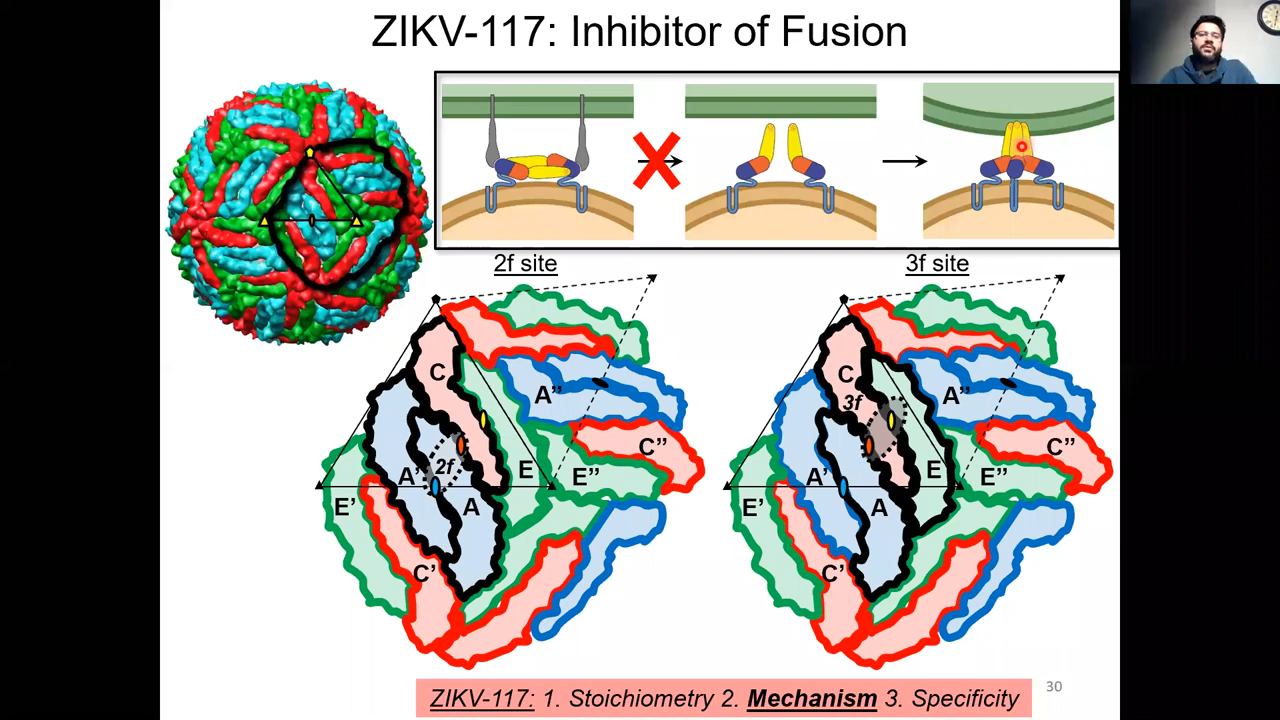 ZIKV-117: Inhibitor of Fusion
2f site
3f site
C
A”
A’
2f
A
E
E”
C”
E’
C’
C
3f
A”
A’
A
E
E”
C”
E’
C’
ZIKV-117: 1. Stoichiometry 2. Mechanism 3. Specificity
30